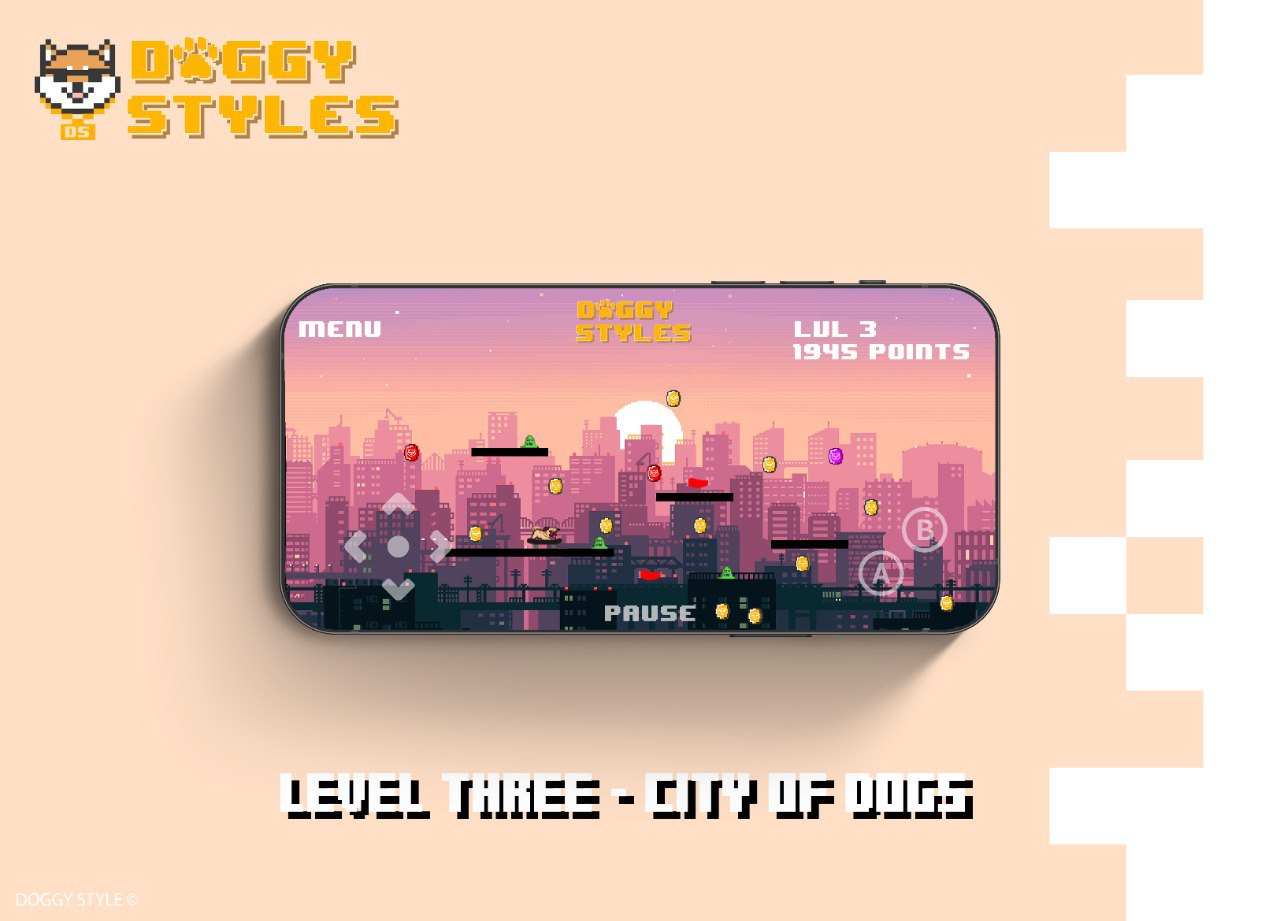 DOGGY
STYLES
DS
MENU
DOGGY
STYLES
LVL 3
1945 POINTS
B
A
PAUSE
LEVEL THREE - CITY OF DOGS
DOGGY STYLE ©